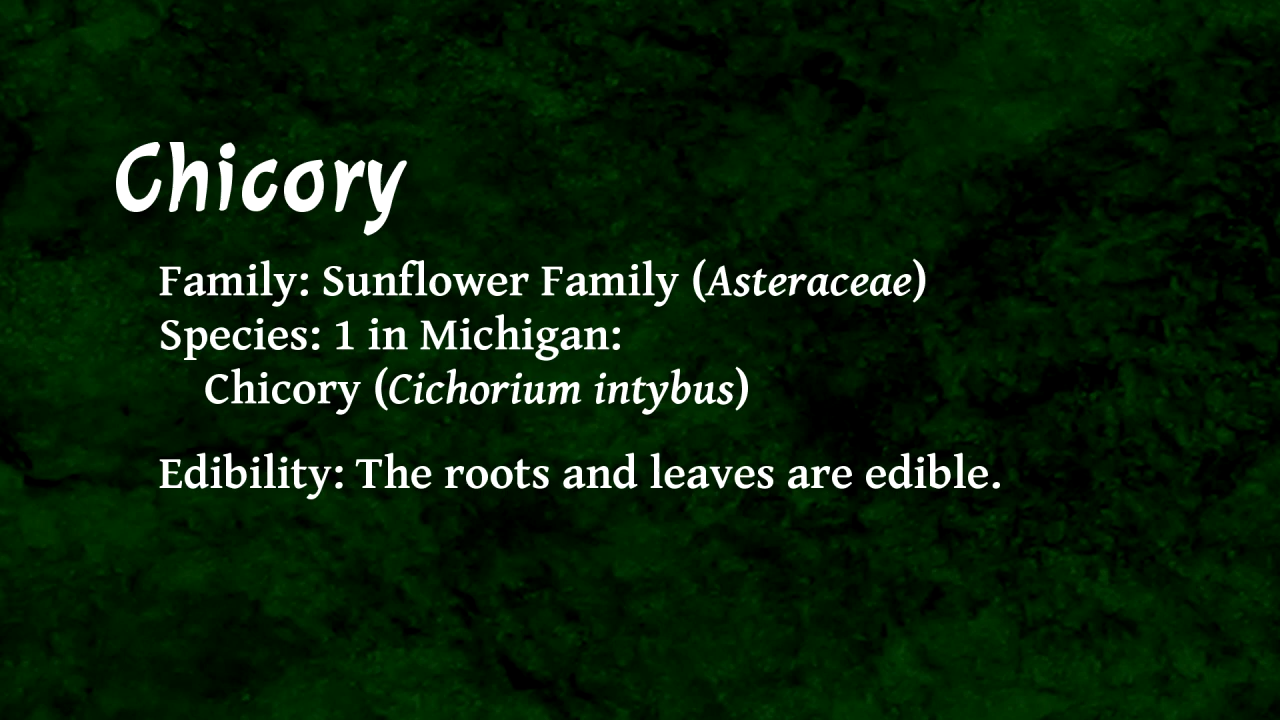 Chicory
Family: Sunflower Family (Asteraceae)
Species: 1 in Michigan:
Chicory (Cichorium intybus)
Edibility: The roots and leaves are edible.